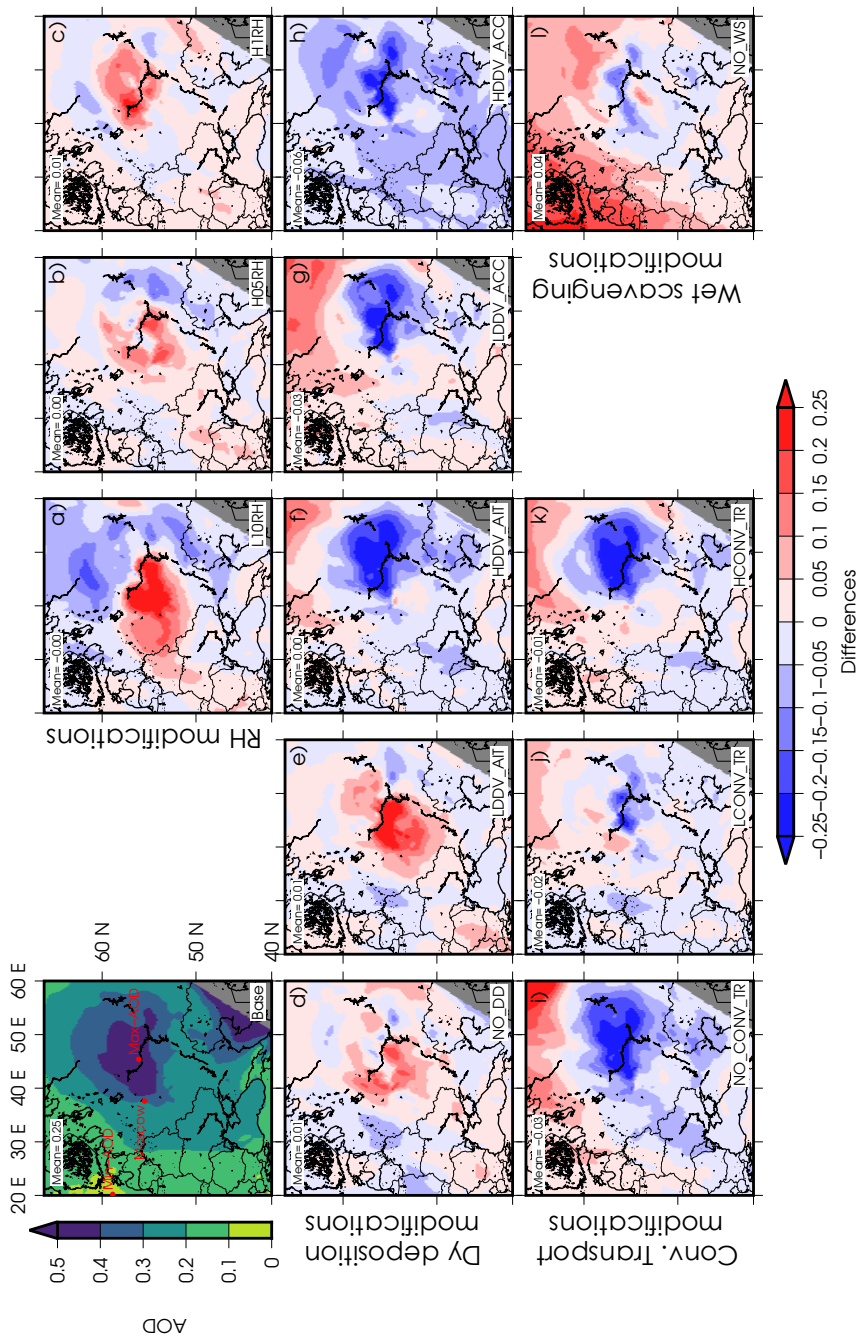 AOD
0 0.1 0.2 0.3 0.4 0.5
20 E 30 E 40 E 50 E 60 E
60 N
50 N
40 N
Mean= 0.25
Min-AOD
Moscow
Max-AOD
Base
RH modifications
a)
Mean= -0.00
L10RH
b)
Mean= 0.00
H05RH
c)
Mean= 0.01
H1RH
Dy deposition
modifications
d)
Mean= 0.01
NO_DD
e)
Mean= 0.01
LDDV_AIT
f)
Mean= 0.00
HDDV_AIT
g)
Mean= -0.03
LDDV_ACC
h)
Mean= -0.06
HDDV_ACC
Conv. Transport
modifications
i)
Mean= -0.03
NO_CONV_TR
j)
Mean= -0.02
LCONV_TR
k)
Mean= -0.01
HCONV_TR
Wet scavenging
modifications
l)
Mean= 0.04
NO_WS
-0.25 -0.2 -0.15 -0.1 -0.05 0 0.05 0.1 0.15 0.2 0.25
Differences